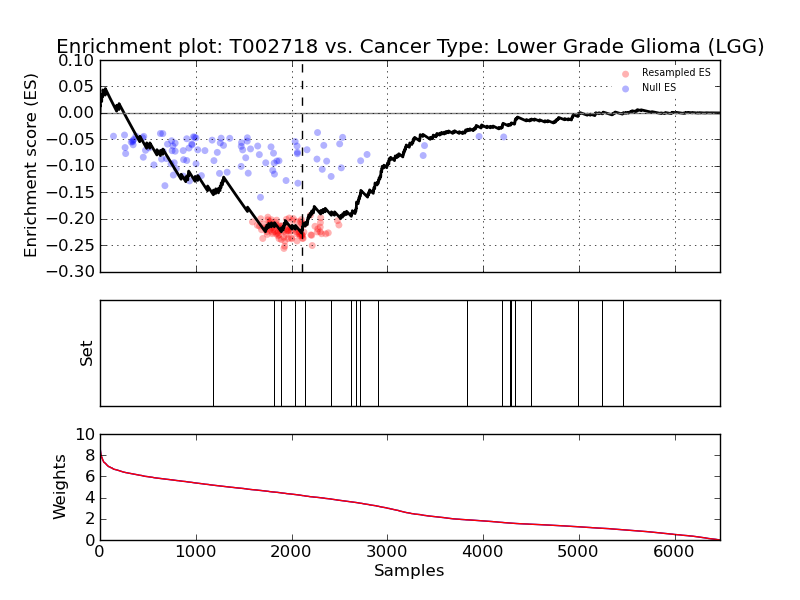 Enrichment plot: T002718 vs. Cancer Type: Lower Grade Glioma (LGG)
Enrichment score (ES)
0.10
0.05
0.00
−0.05
−0.10
−0.15
−0.20
−0.25
−0.30
Resampled ES
Null ES
Set
Weights
10
8
6
4
2
0
0 1000 2000 3000 4000 5000 6000
Samples